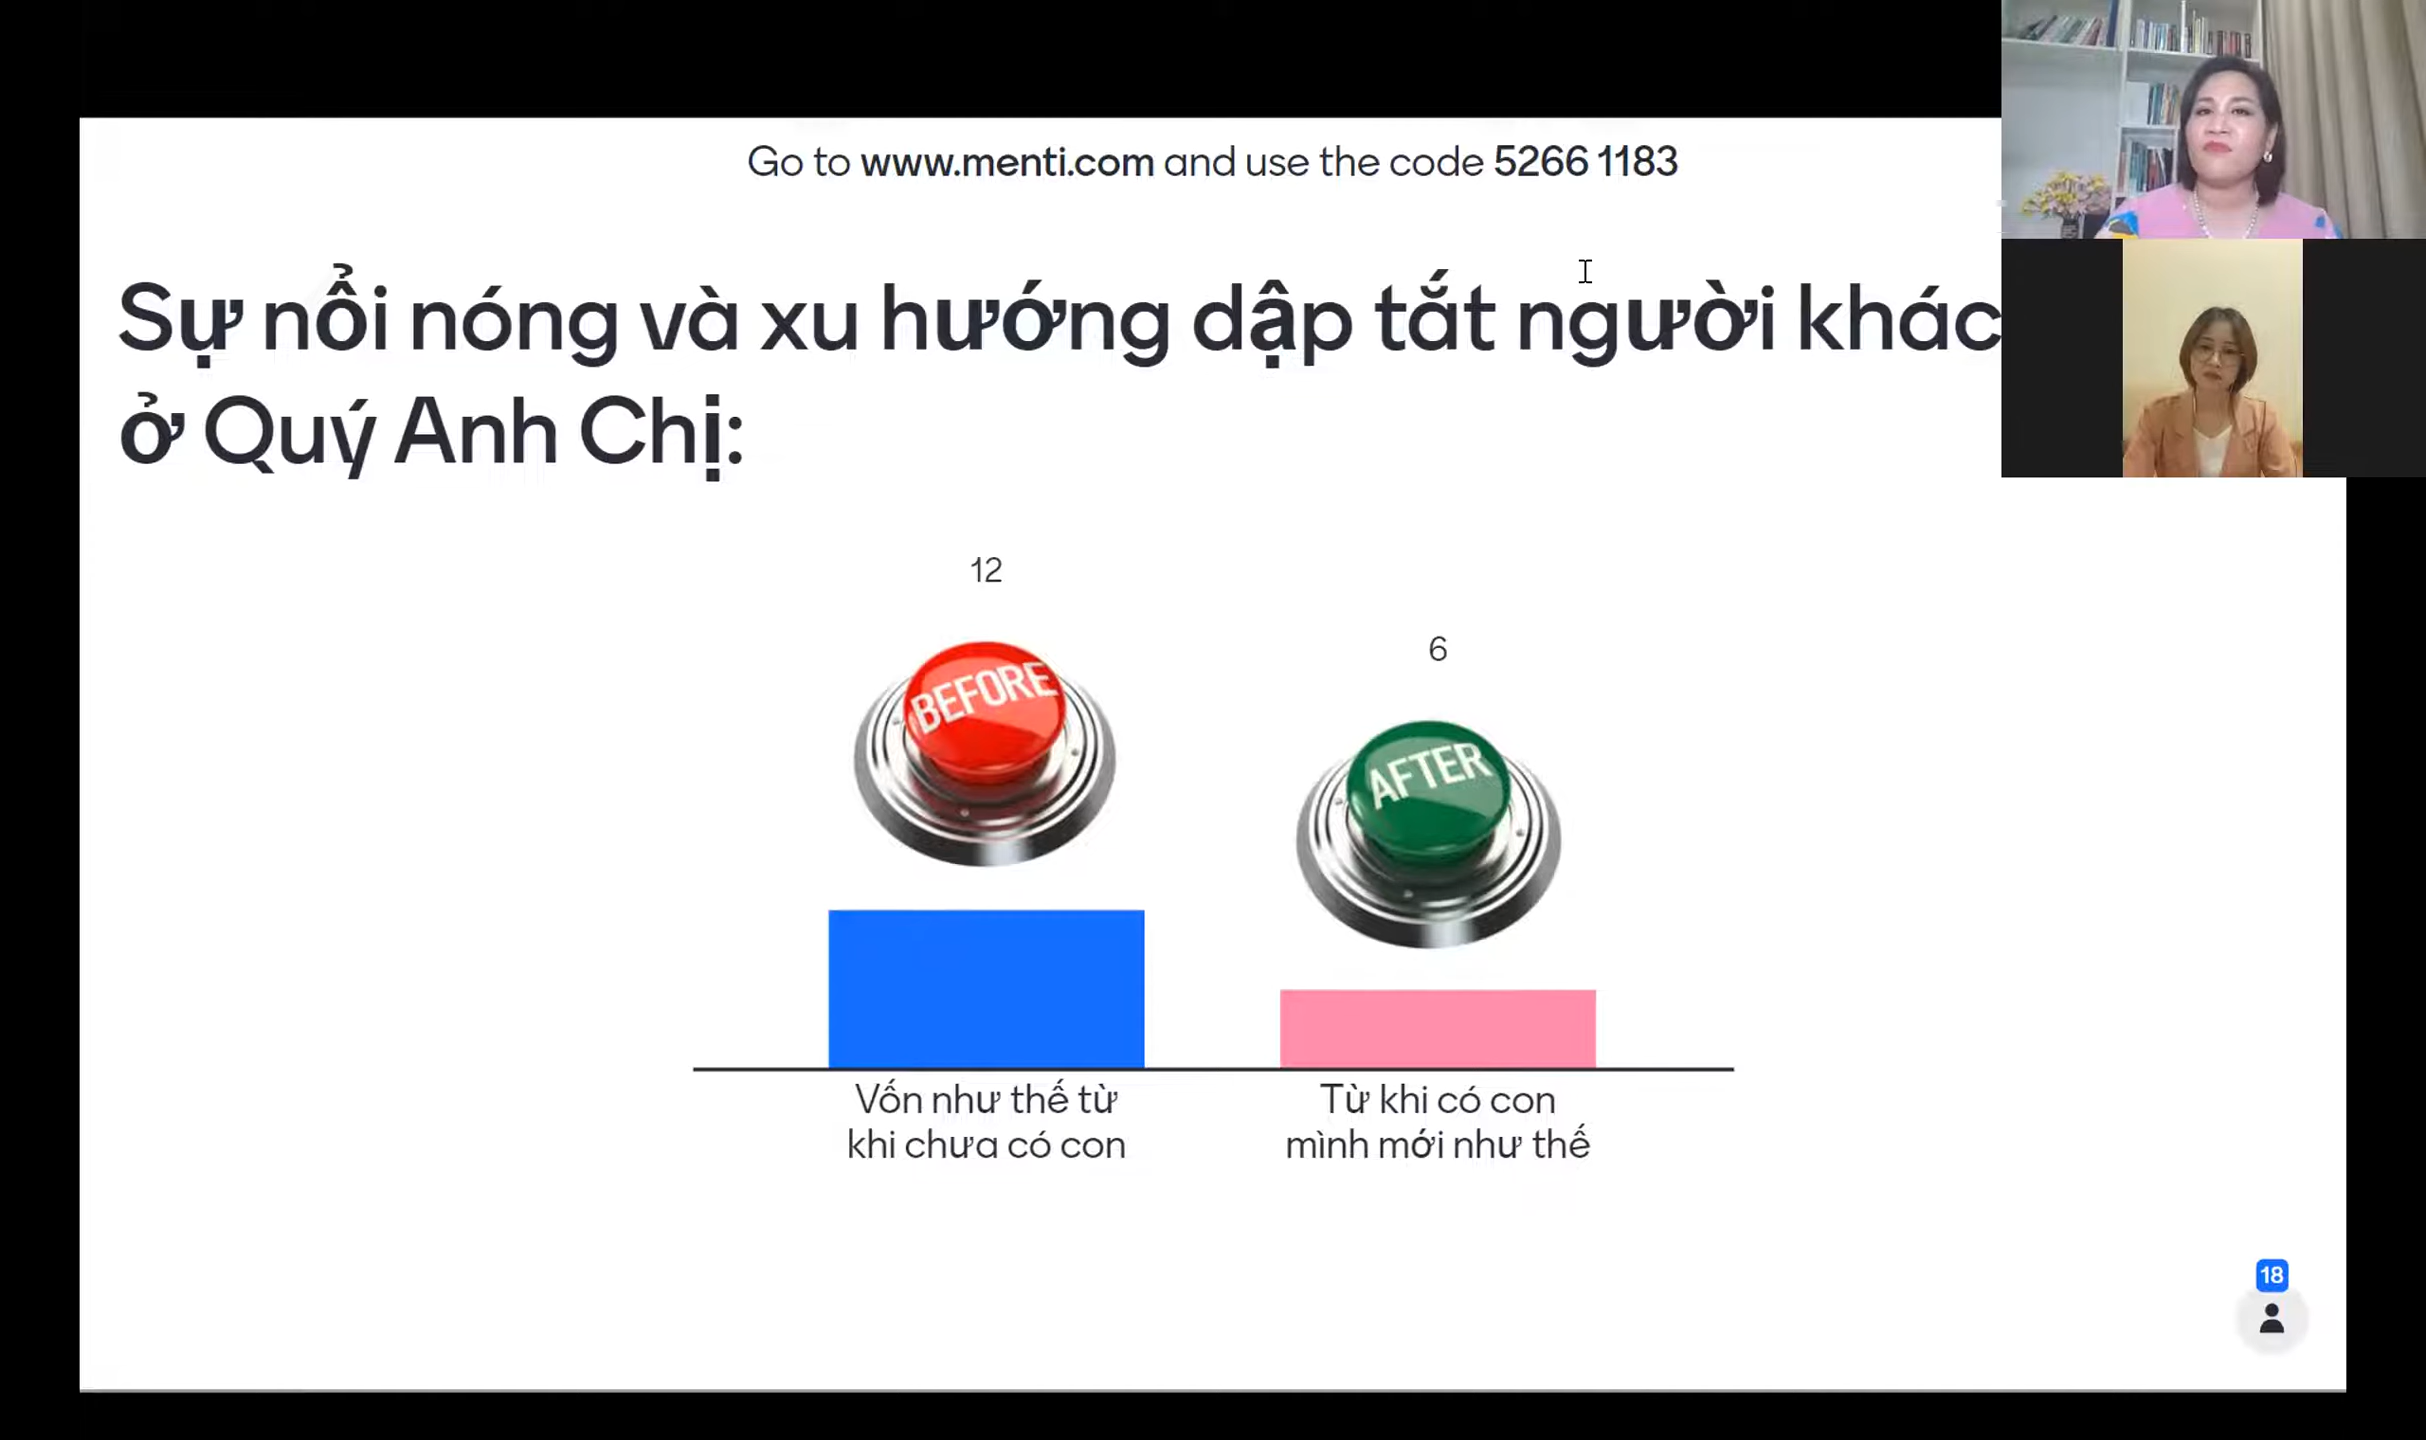 Go to www.menti.com and use the code 5266 1183
Sự nổi nóng và xu hướng dập tắt người khác
ở Quý Anh Chị:
12
6
BEFORE
AFTER
Vốn như thế từ
khi chưa có con
Từ khi có con
mình mới như thế
18